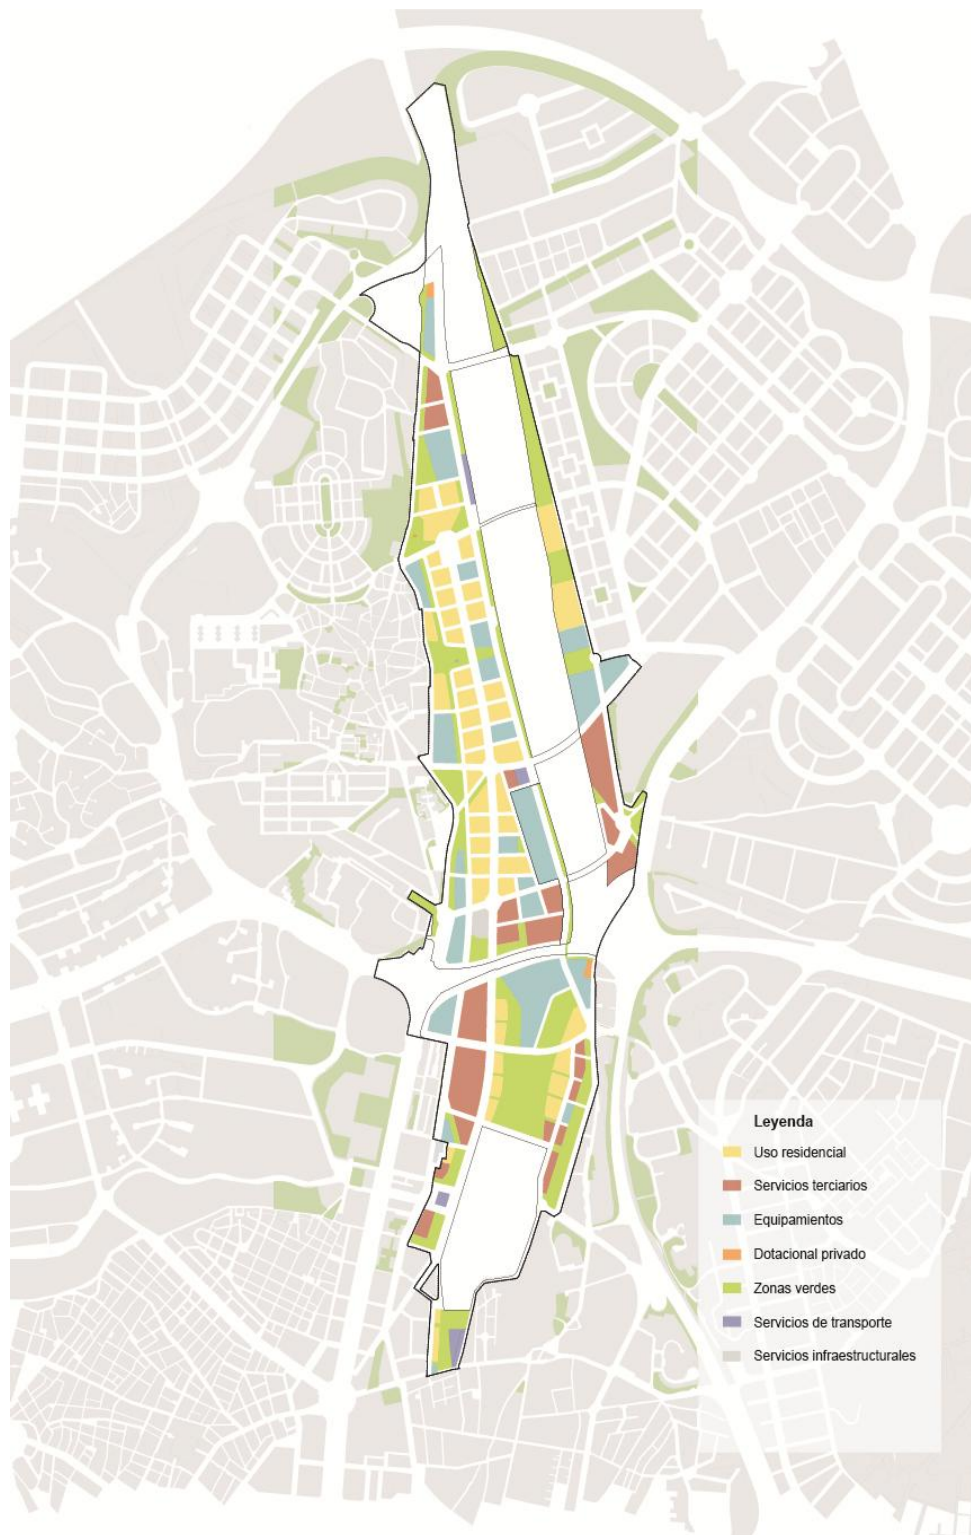 Leyenda
Uso residencial
Servicios terciarios
Equipamientos
Dotacional privado
Zonas verdes
Servicios de transporte
Servicios infraestructurales